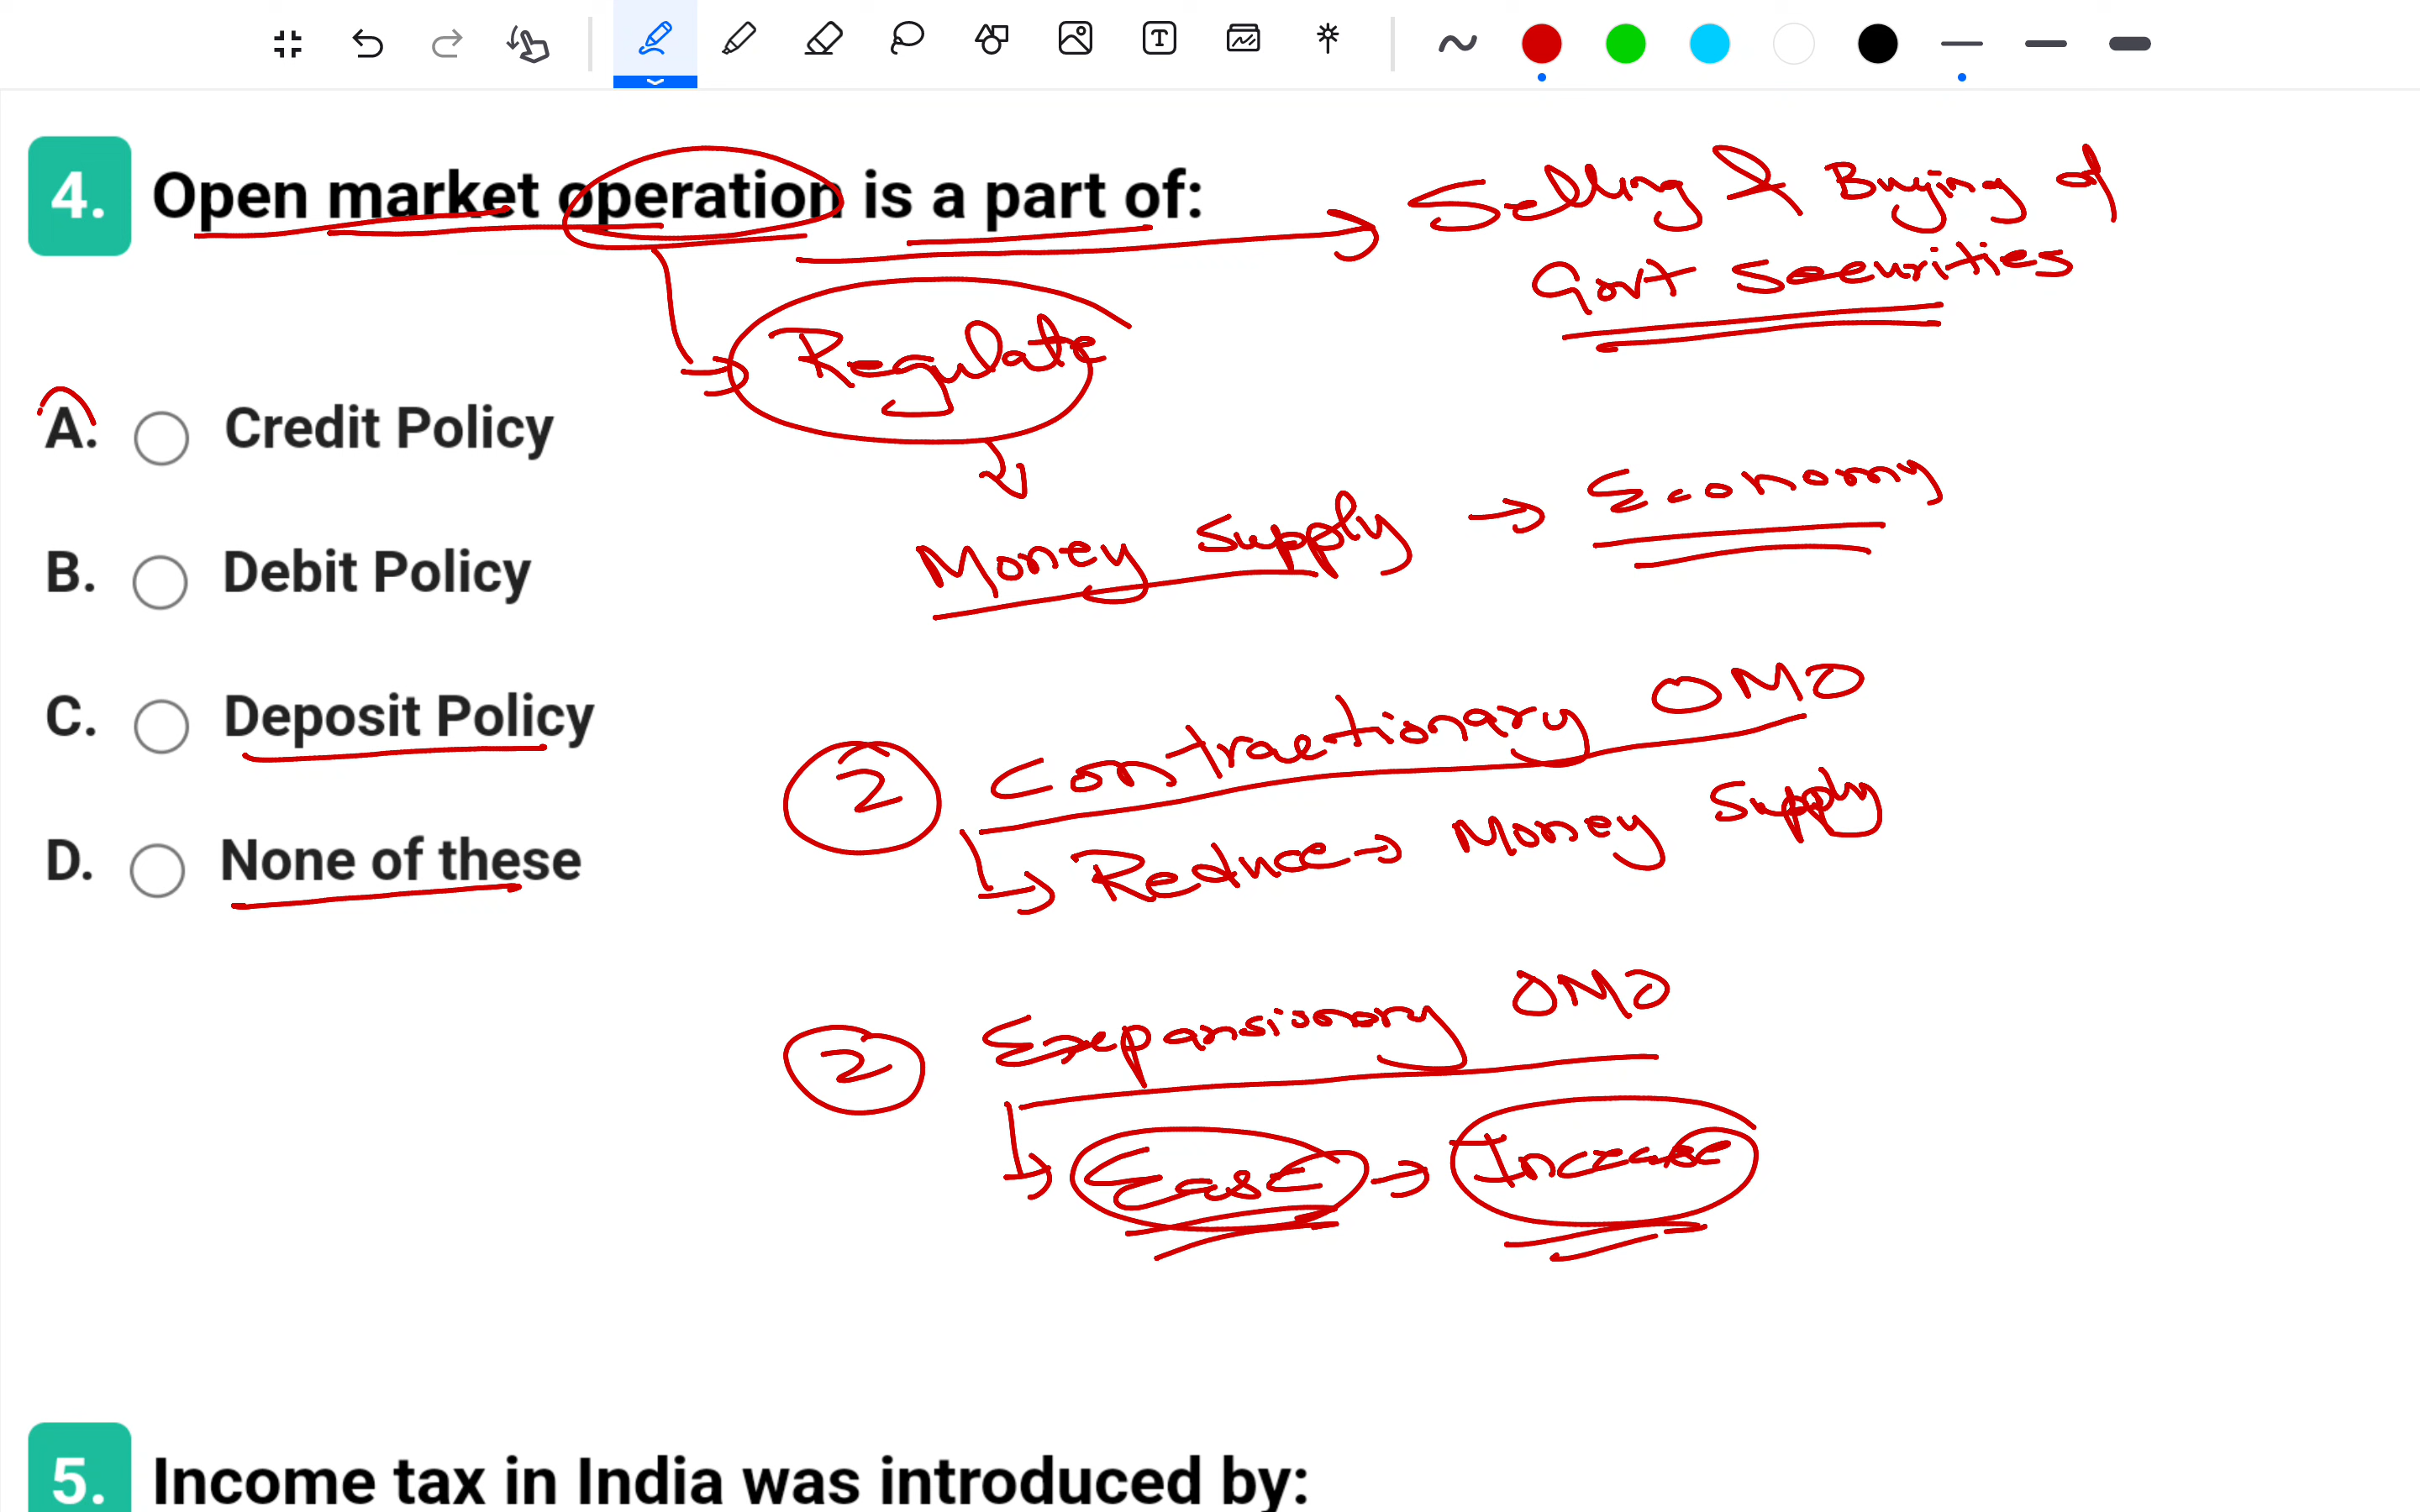 4. Open market operation is a part of:
Selling & Buying of
Govt Securities
Regulate
A. Credit Policy
Money Supply → Economy
B. Debit Policy
C. Deposit Policy
2 Contractionary OMO
Reduce → Money Supply
D. None of these
2 Expansionary OMO
Ease → Increase
5. Income tax in India was introduced by: